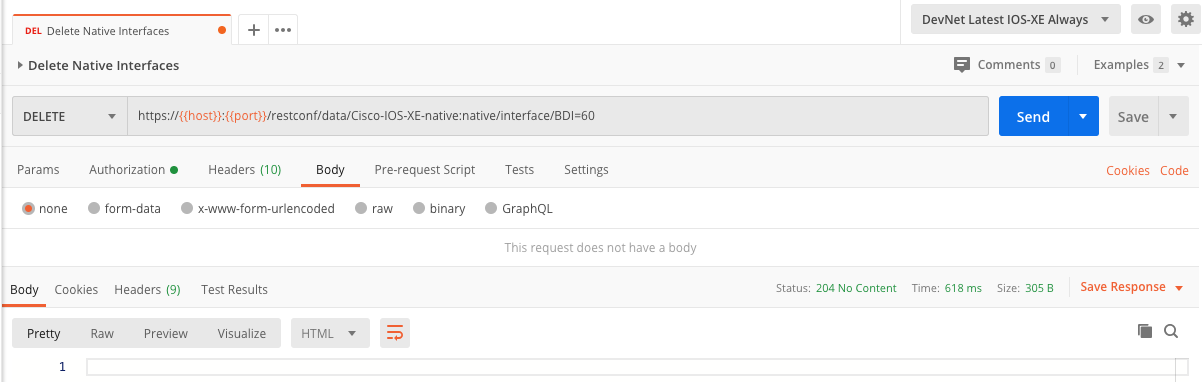 DEL Delete Native Interfaces
DevNet Latest IOS-XE Always
Delete Native Interfaces
Comments 0
Examples 2
DELETE
https://{{host}}:{{port}}/restconf/data/Cisco-IOS-XE-native:native/interface/BDI=60
Send
Save
Params Authorization Headers (10) Body Pre-request Script Tests Settings
Cookies Code
none form-data x-www-form-urlencoded raw binary GraphQL
This request does not have a body
Body Cookies Headers (9) Test Results
Status: 204 No Content Time: 618 ms Size: 305 B
Save Response
Pretty Raw Preview Visualize HTML
1